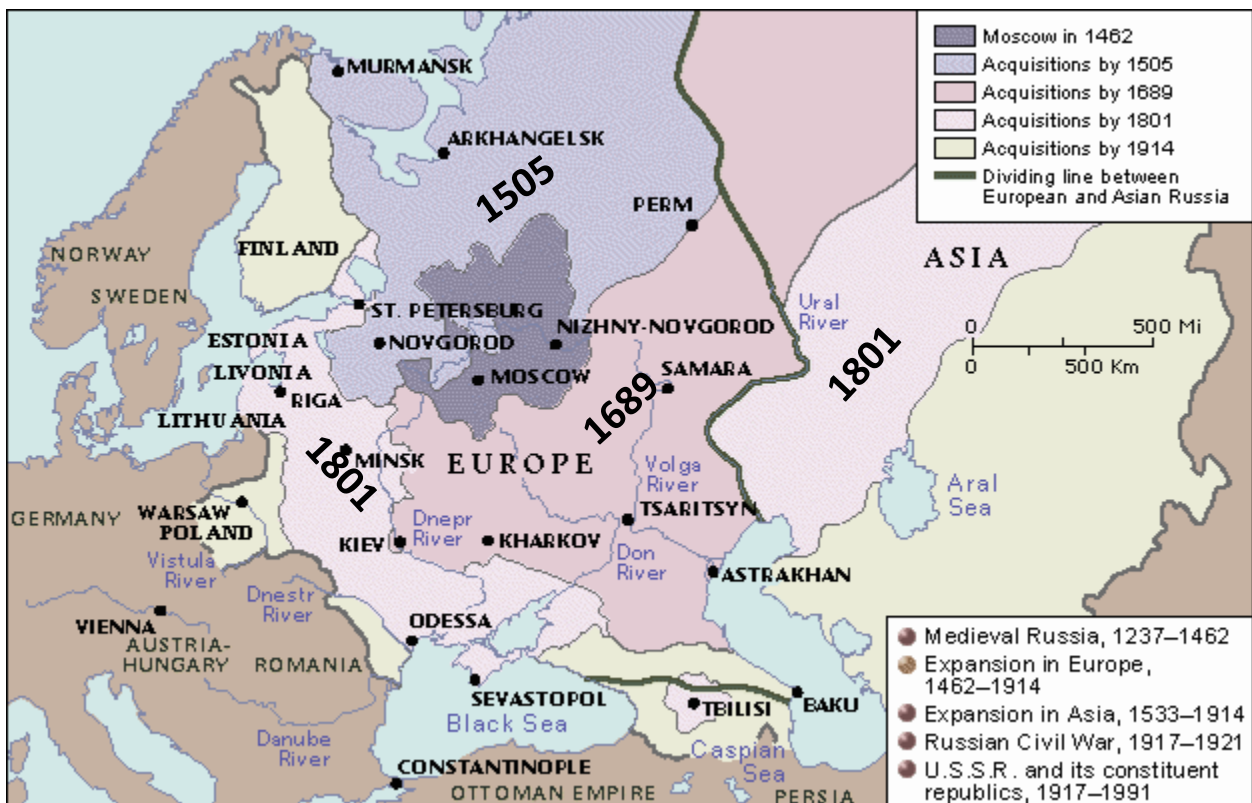 Moscow in 1462
Acquisitions by 1505
Acquisitions by 1689
Acquisitions by 1801
Acquisitions by 1914
Dividing line between
European and Asian Russia
MURMANSK
ARKHANGELSK
1505
PERM
NORWAY
FINLAND
ASIA
SWEDEN
ST. PETERSBURG
Ural
River
0 500 Mi
0 500 Km
ESTONIA
NOVGOROD
NIZHNY-NOVGOROD
LIVONIA
MOSCOW
SAMARA
1801
RIGA
1689
LITHUANIA
MINSK
1801
EUROPE
Volga
River
Aral
Sea
GERMANY
WARSAW
POLAND
TSARITSYN
Dnepr
River
KIEV
KHARKOV
Vistula
River
Don
River
ASTRAKHAN
Dnestr
River
VIENNA
ODESSA
AUSTRIA-
HUNGARY
ROMANIA
SEVASTOPOL
TBILISI
BAKU
Black Sea
Danube
River
Caspian
Sea
CONSTANTINOPLE
OTTOMAN EMPIRE
PERSIA
Medieval Russia, 1237–1462
Expansion in Europe,
1462–1914
Expansion in Asia, 1533–1914
Russian Civil War, 1917–1921
U.S.S.R. and its constituent
republics, 1917–1991